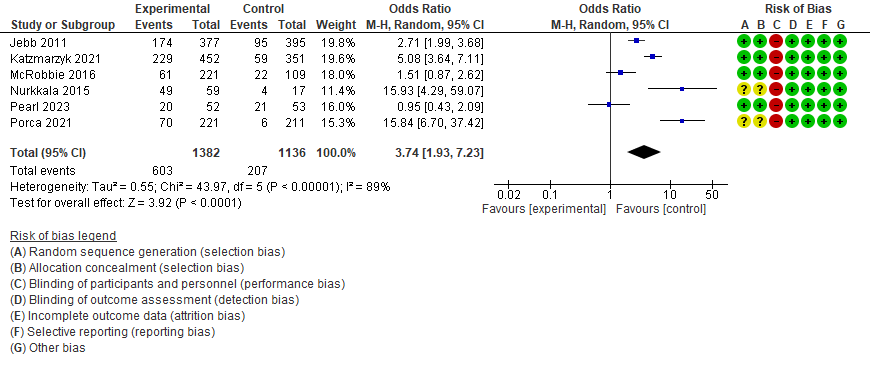 Experimental Control Odds Ratio Odds Ratio Risk of Bias
Study or Subgroup Events Total Events Total Weight M-H, Random, 95% CI M-H, Random, 95% CI A B C D E F G
Jebb 2011 174 377 95 395 19.8% 2.71 [1.99, 3.68] + + - + + + +
Katzmarzyk 2021 229 452 59 351 19.6% 5.08 [3.64, 7.11] + + - + + + +
McRobbie 2016 61 221 22 109 18.0% 1.51 [0.87, 2.62] + + - + + + +
Nurkkala 2015 49 59 4 17 11.4% 15.93 [4.29, 59.07] ? ? - + + + +
Pearl 2023 20 52 21 53 15.9% 0.95 [0.43, 2.09] + + - + + + +
Porca 2021 70 221 6 211 15.3% 15.84 [6.70, 37.42] ? ? - + + + +
Total (95% CI) 1382 1136 100.0% 3.74 [1.93, 7.23]
Total events 603 207
Heterogeneity: Tau² = 0.55; Chi² = 43.97, df = 5 (P < 0.00001); I² = 89%
Test for overall effect: Z = 3.92 (P < 0.0001)
0.02 0.1 1 10 50
Favours [experimental] Favours [control]
Risk of bias legend
(A) Random sequence generation (selection bias)
(B) Allocation concealment (selection bias)
(C) Blinding of participants and personnel (performance bias)
(D) Blinding of outcome assessment (detection bias)
(E) Incomplete outcome data (attrition bias)
(F) Selective reporting (reporting bias)
(G) Other bias